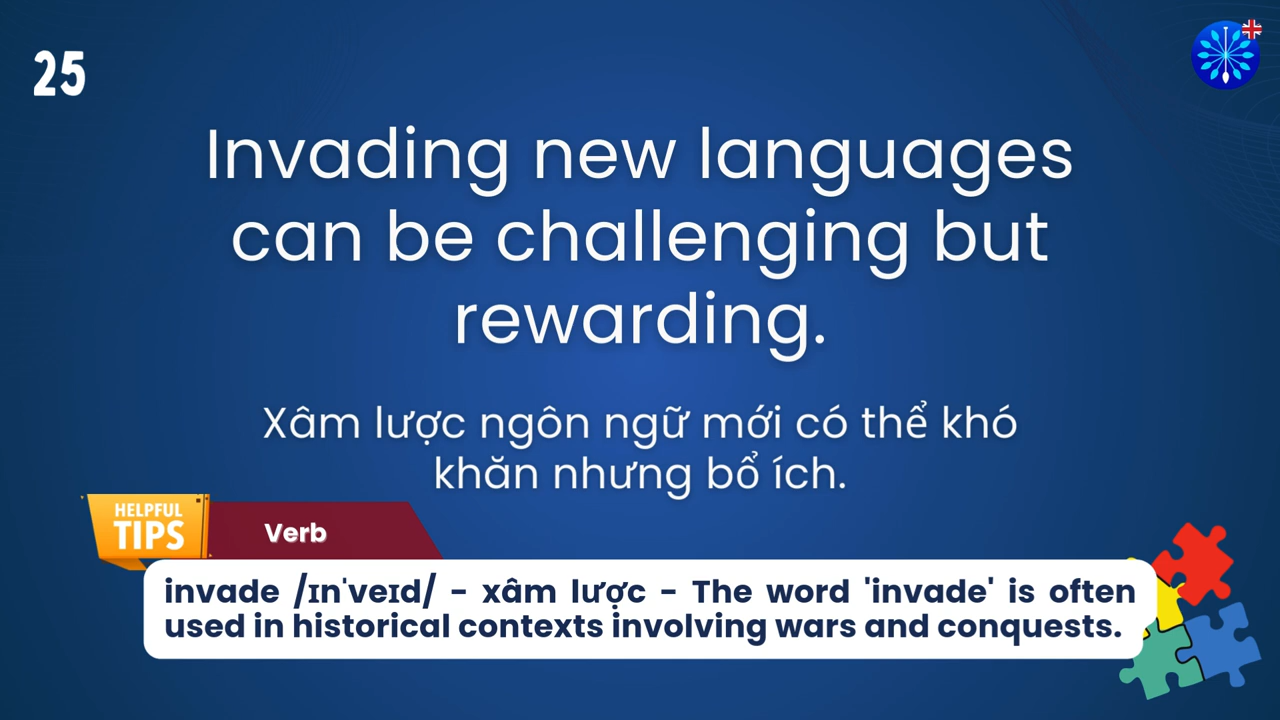 25
Invading new languages
can be challenging but
rewarding.
Xâm lược ngôn ngữ mới có thể khó
khăn nhưng bổ ích.
HELPFUL
TIPS
Verb
invade /ɪnˈveɪd/ - xâm lược - The word 'invade' is often
used in historical contexts involving wars and conquests.